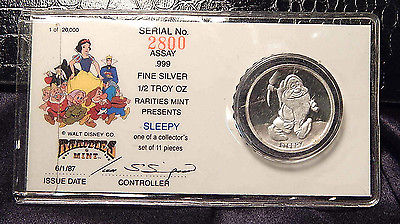 1 of 20,000
SERIAL No.
2800
ASSAY
.999
FINE SILVER
1/2 TROY OZ
RARITIES MINT
PRESENTS
SLEEPY
one of a collector's
set of 11 pieces
© WALT DISNEY CO.
RARITIES
MINT
6/1/87
ISSUE DATE
CONTROLLER